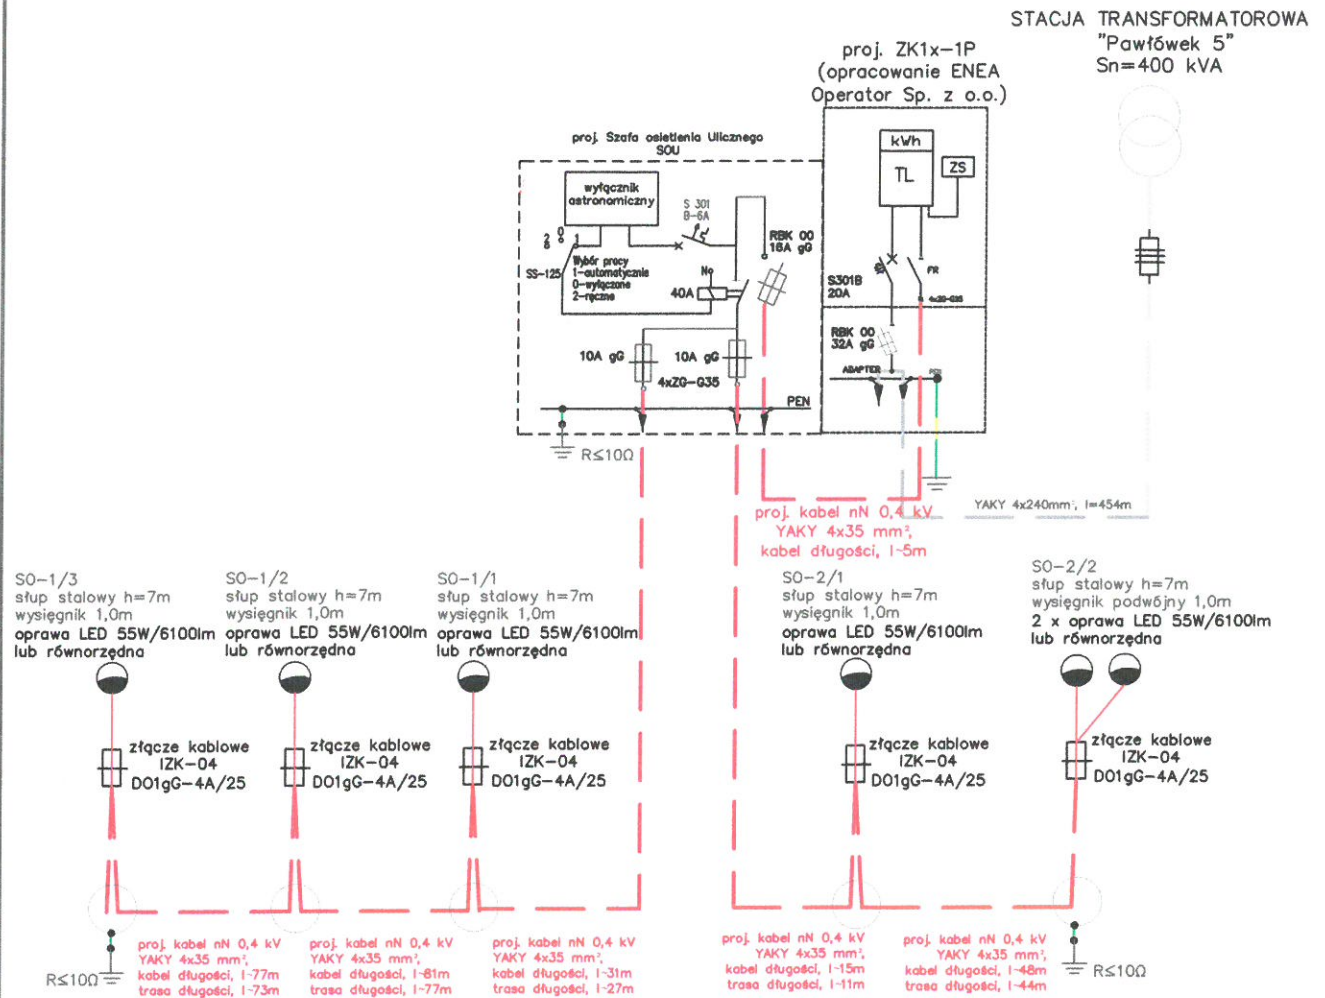 STACJA TRANSFORMATOROWA
"Pawłówek 5"
Sn=400 kVA
proj. ZK1x-1P
(opracowanie ENEA
Operator Sp. z o.o.)
kWh
TL
ZS
S301B
20A
FR
4xZG-G35
RBK 00
32A gG
ADAPTER
PEN
proj. Szafa osietlenia Ulicznego
SOU
wyłącznik
astronomiczny
S 301
B-6A
2
0
1
SS-125
Wybór pracy
1-automatycznie
0-wyłączone
2-ręczne
N
40A
RBK 00
16A gG
10A gG
10A gG
4xZG-G35
PEN
R≤10Ω
proj. kabel nN 0,4 kV
YAKY 4x35 mm²,
kabel długości, l-5m
YAKY 4x240mm², l=454m
SO-1/3
słup stalowy h=7m
wysięgnik 1,0m
oprawa LED 55W/6100lm
lub równorzędna
SO-1/2
słup stalowy h=7m
wysięgnik 1,0m
oprawa LED 55W/6100lm
lub równorzędna
SO-1/1
słup stalowy h=7m
wysięgnik 1,0m
oprawa LED 55W/6100lm
lub równorzędna
SO-2/1
słup stalowy h=7m
wysięgnik 1,0m
oprawa LED 55W/6100lm
lub równorzędna
SO-2/2
słup stalowy h=7m
wysięgnik podwójny 1,0m
2 x oprawa LED 55W/6100lm
lub równorzędna
złącze kablowe
IZK-04
DO1gG-4A/25
złącze kablowe
IZK-04
DO1gG-4A/25
złącze kablowe
IZK-04
DO1gG-4A/25
złącze kablowe
IZK-04
DO1gG-4A/25
złącze kablowe
IZK-04
DO1gG-4A/25
R≤10Ω
proj. kabel nN 0,4 kV
YAKY 4x35 mm²,
kabel długości, l-77m
trasa długości, l-73m
proj. kabel nN 0,4 kV
YAKY 4x35 mm²,
kabel długości, l-81m
trasa długości, l-77m
proj. kabel nN 0,4 kV
YAKY 4x35 mm²,
kabel długości, l-31m
trasa długości, l-27m
proj. kabel nN 0,4 kV
YAKY 4x35 mm²,
kabel długości, l-15m
trasa długości, l-11m
proj. kabel nN 0,4 kV
YAKY 4x35 mm²,
kabel długości, l-48m
trasa długości, l-44m
R≤10Ω